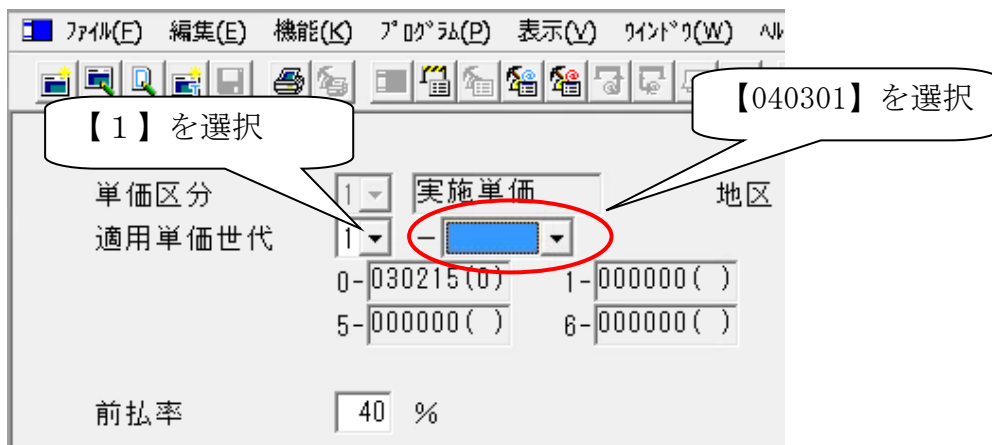 ファイル(F) 編集(E) 機能(K) プログラム(P) 表示(V) ウインドウ(W)
【１】を選択
【040301】を選択
単価区分 1 実施単価 地区
適用単価世代 1 －
0-030215(0) 1-000000( )
5-000000( ) 6-000000( )
前払率 40 %